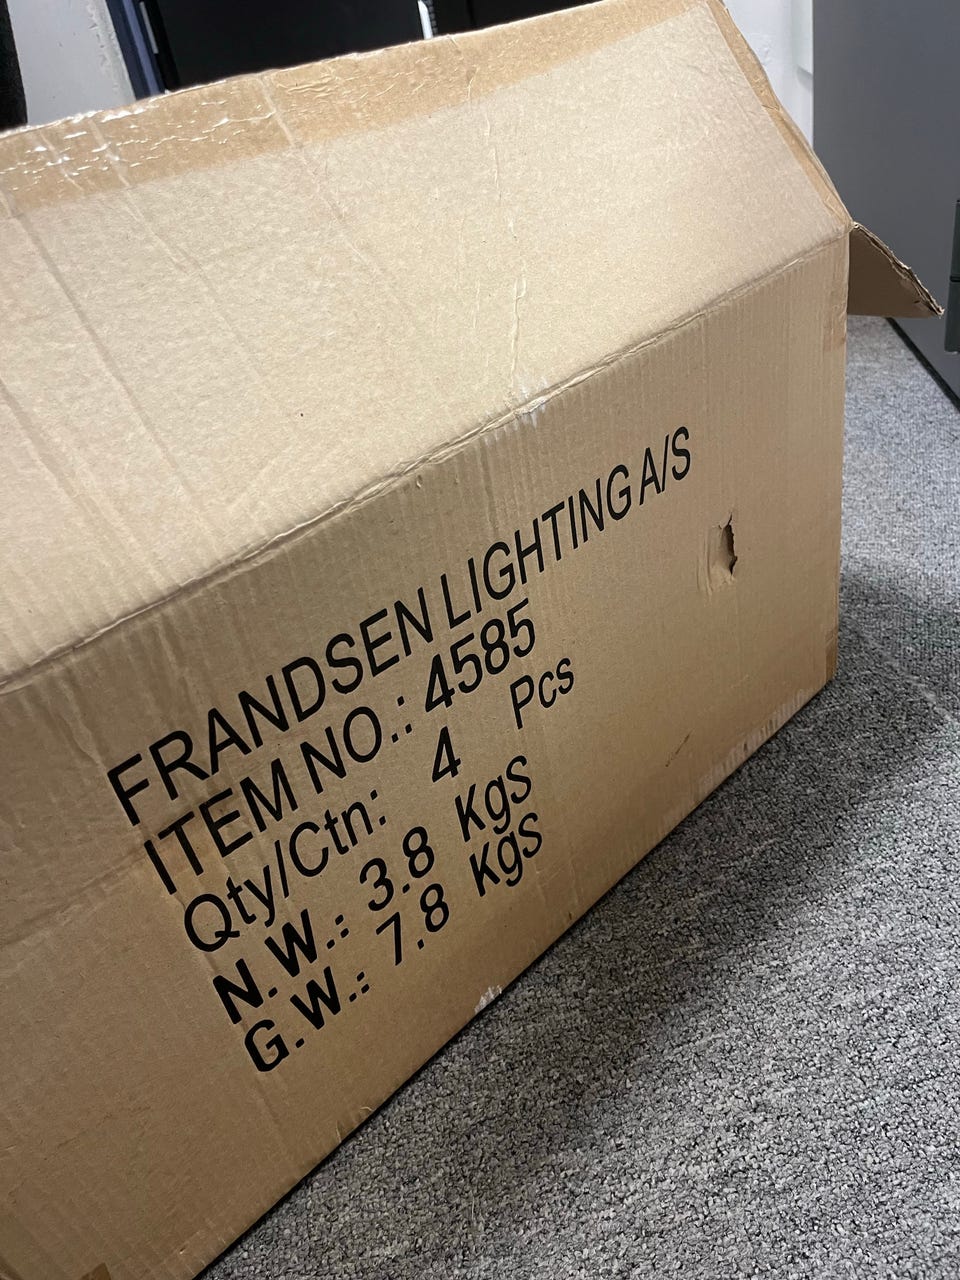 FRANDSEN LIGHTING A/S
ITEM NO.: 4585
Qty/Ctn: 4 Pcs
N. W.: 3.8 KgS
G. W.: 7.8 KgS